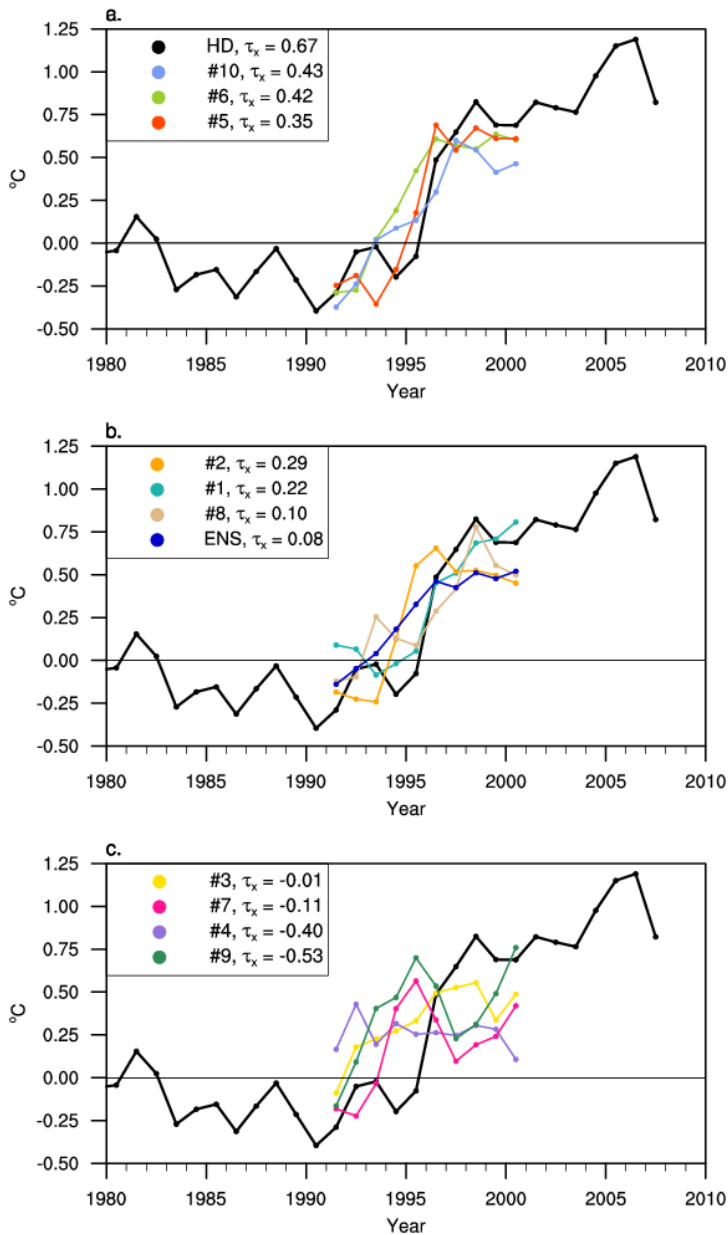 a.
1.25
HD, τx = 0.67
1.00
#10, τx = 0.43
#6, τx = 0.42
0.75
#5, τx = 0.35
0.50
°C
0.25
0.00
-0.25
-0.50
1980 1985 1990 1995 2000 2005 2010
Year
b.
1.25
#2, τx = 0.29
1.00
#1, τx = 0.22
#8, τx = 0.10
0.75
ENS, τx = 0.08
0.50
°C
0.25
0.00
-0.25
-0.50
1980 1985 1990 1995 2000 2005 2010
Year
c.
1.25
#3, τx = -0.01
1.00
#7, τx = -0.11
#4, τx = -0.40
0.75
#9, τx = -0.53
0.50
°C
0.25
0.00
-0.25
-0.50
1980 1985 1990 1995 2000 2005 2010
Year